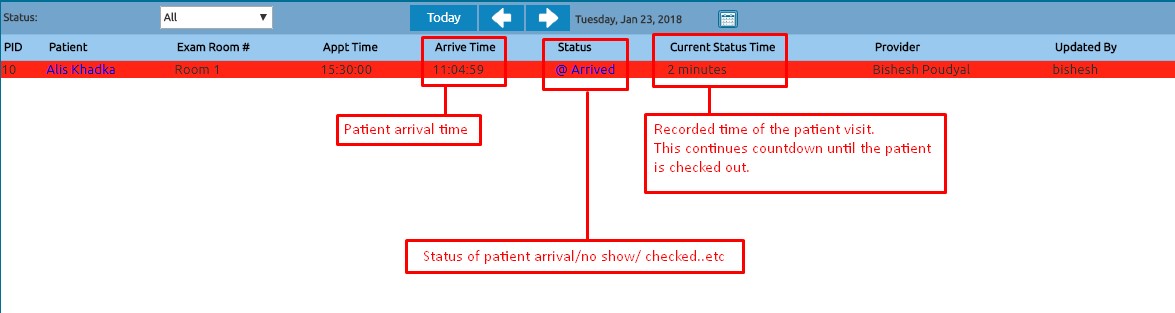 Status: All Today Tuesday, Jan 23, 2018
PID Patient Exam Room # Appt Time Arrive Time Status Current Status Time Provider Updated By
10 Alis Khadka Room 1 15:30:00 11:04:59 @ Arrived 2 minutes Bishesh Poudyal bishesh
Patient arrival time
Recorded time of the patient visit.
This continues countdown until the patient
is checked out.
Status of patient arrival/no show/ checked..etc